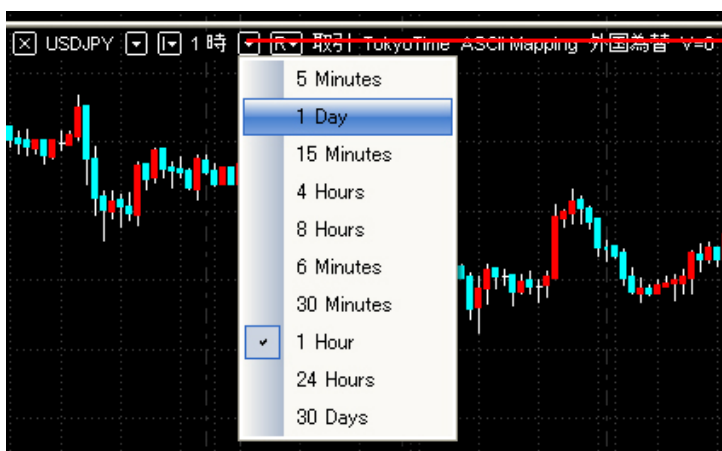 USDJPY 1 時 取引 TokyoTime ASCII Mapping 外国為替 V=0
5 Minutes
1 Day
15 Minutes
4 Hours
8 Hours
6 Minutes
30 Minutes
1 Hour
24 Hours
30 Days